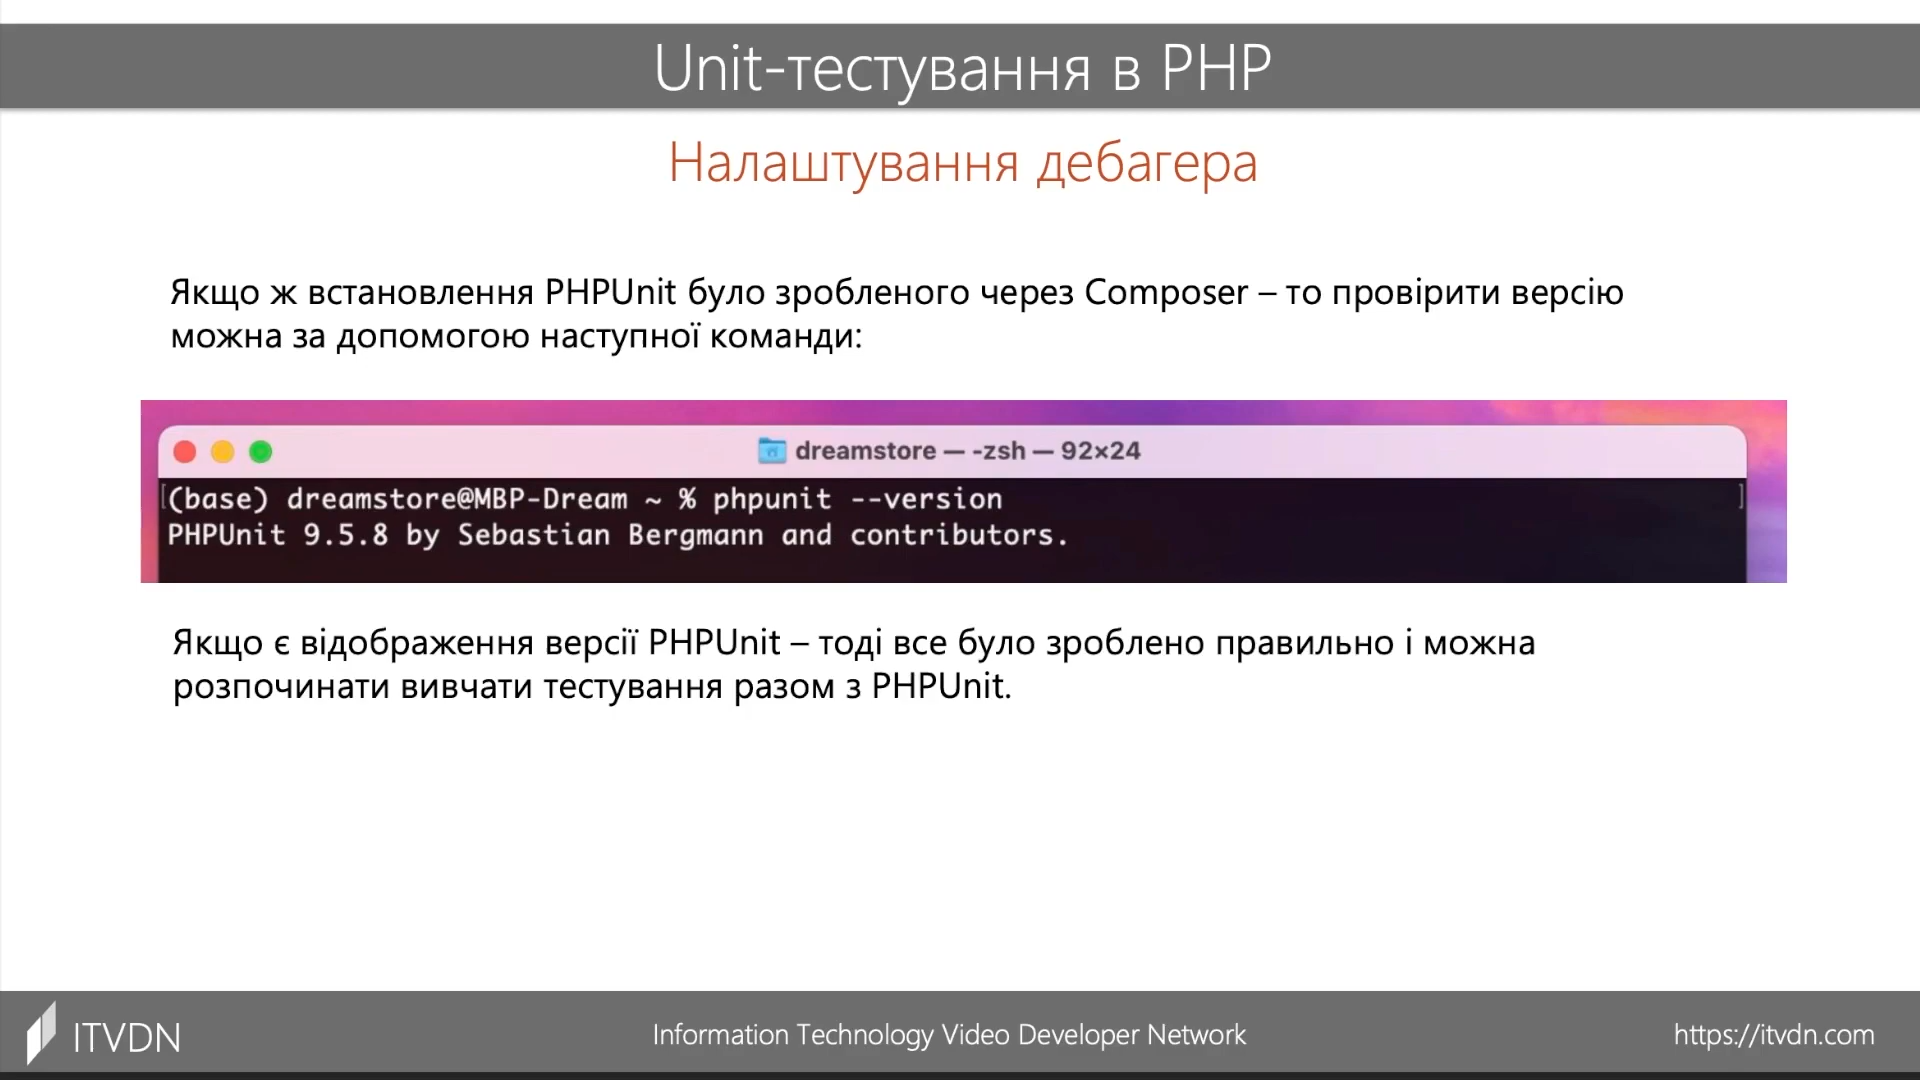 Unit-тестування в PHP
Налаштування дебагера
Якщо ж встановлення PHPUnit було зробленого через Composer – то провірити версію
можна за допомогою наступної команди:
dreamstore — -zsh — 92×24
(base) dreamstore@MBP-Dream ~ % phpunit --version
PHPUnit 9.5.8 by Sebastian Bergmann and contributors.
Якщо є відображення версії PHPUnit – тоді все було зроблено правильно і можна
розпочинати вивчати тестування разом з PHPUnit.
ITVDN
Information Technology Video Developer Network
https://itvdn.com